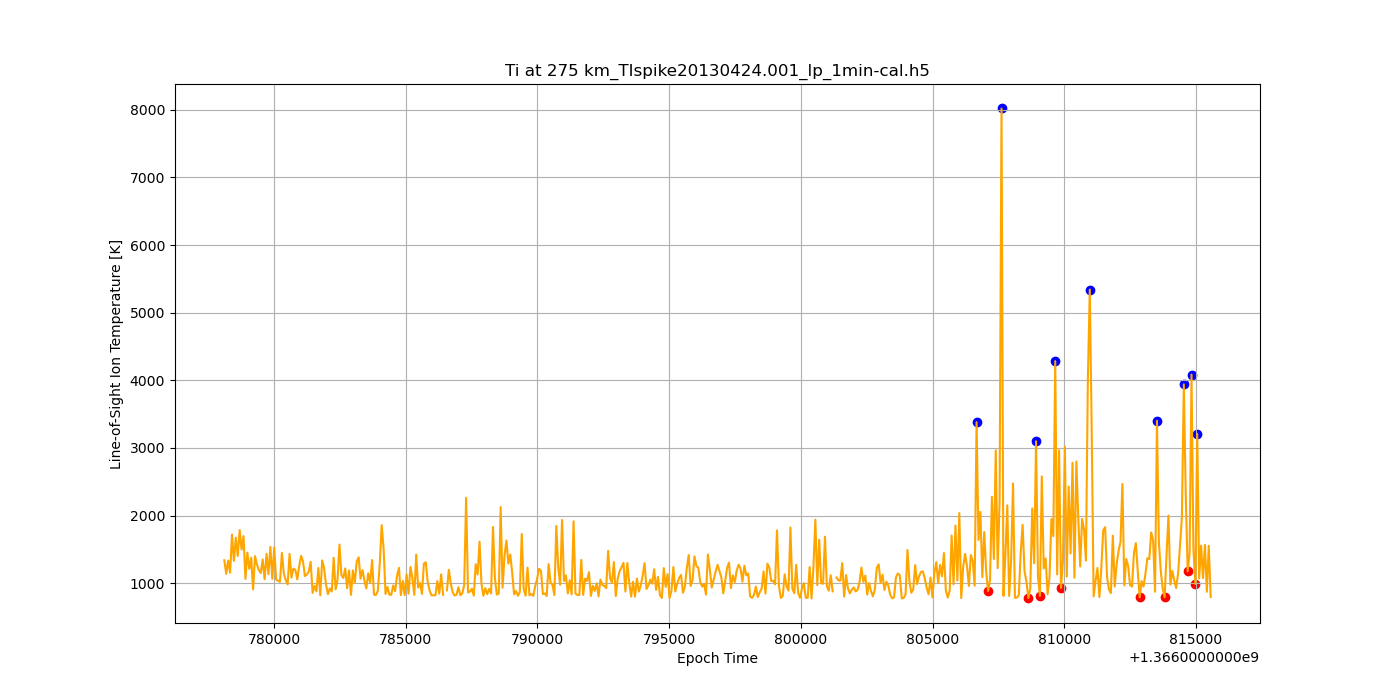 Ti at 275 km_TIspike20130424.001_lp_1min-cal.h5
Line-of-Sight Ion Temperature [K]
8000
7000
6000
5000
4000
3000
2000
1000
780000 785000 790000 795000 800000 805000 810000 815000
Epoch Time
+1.3660000000e9